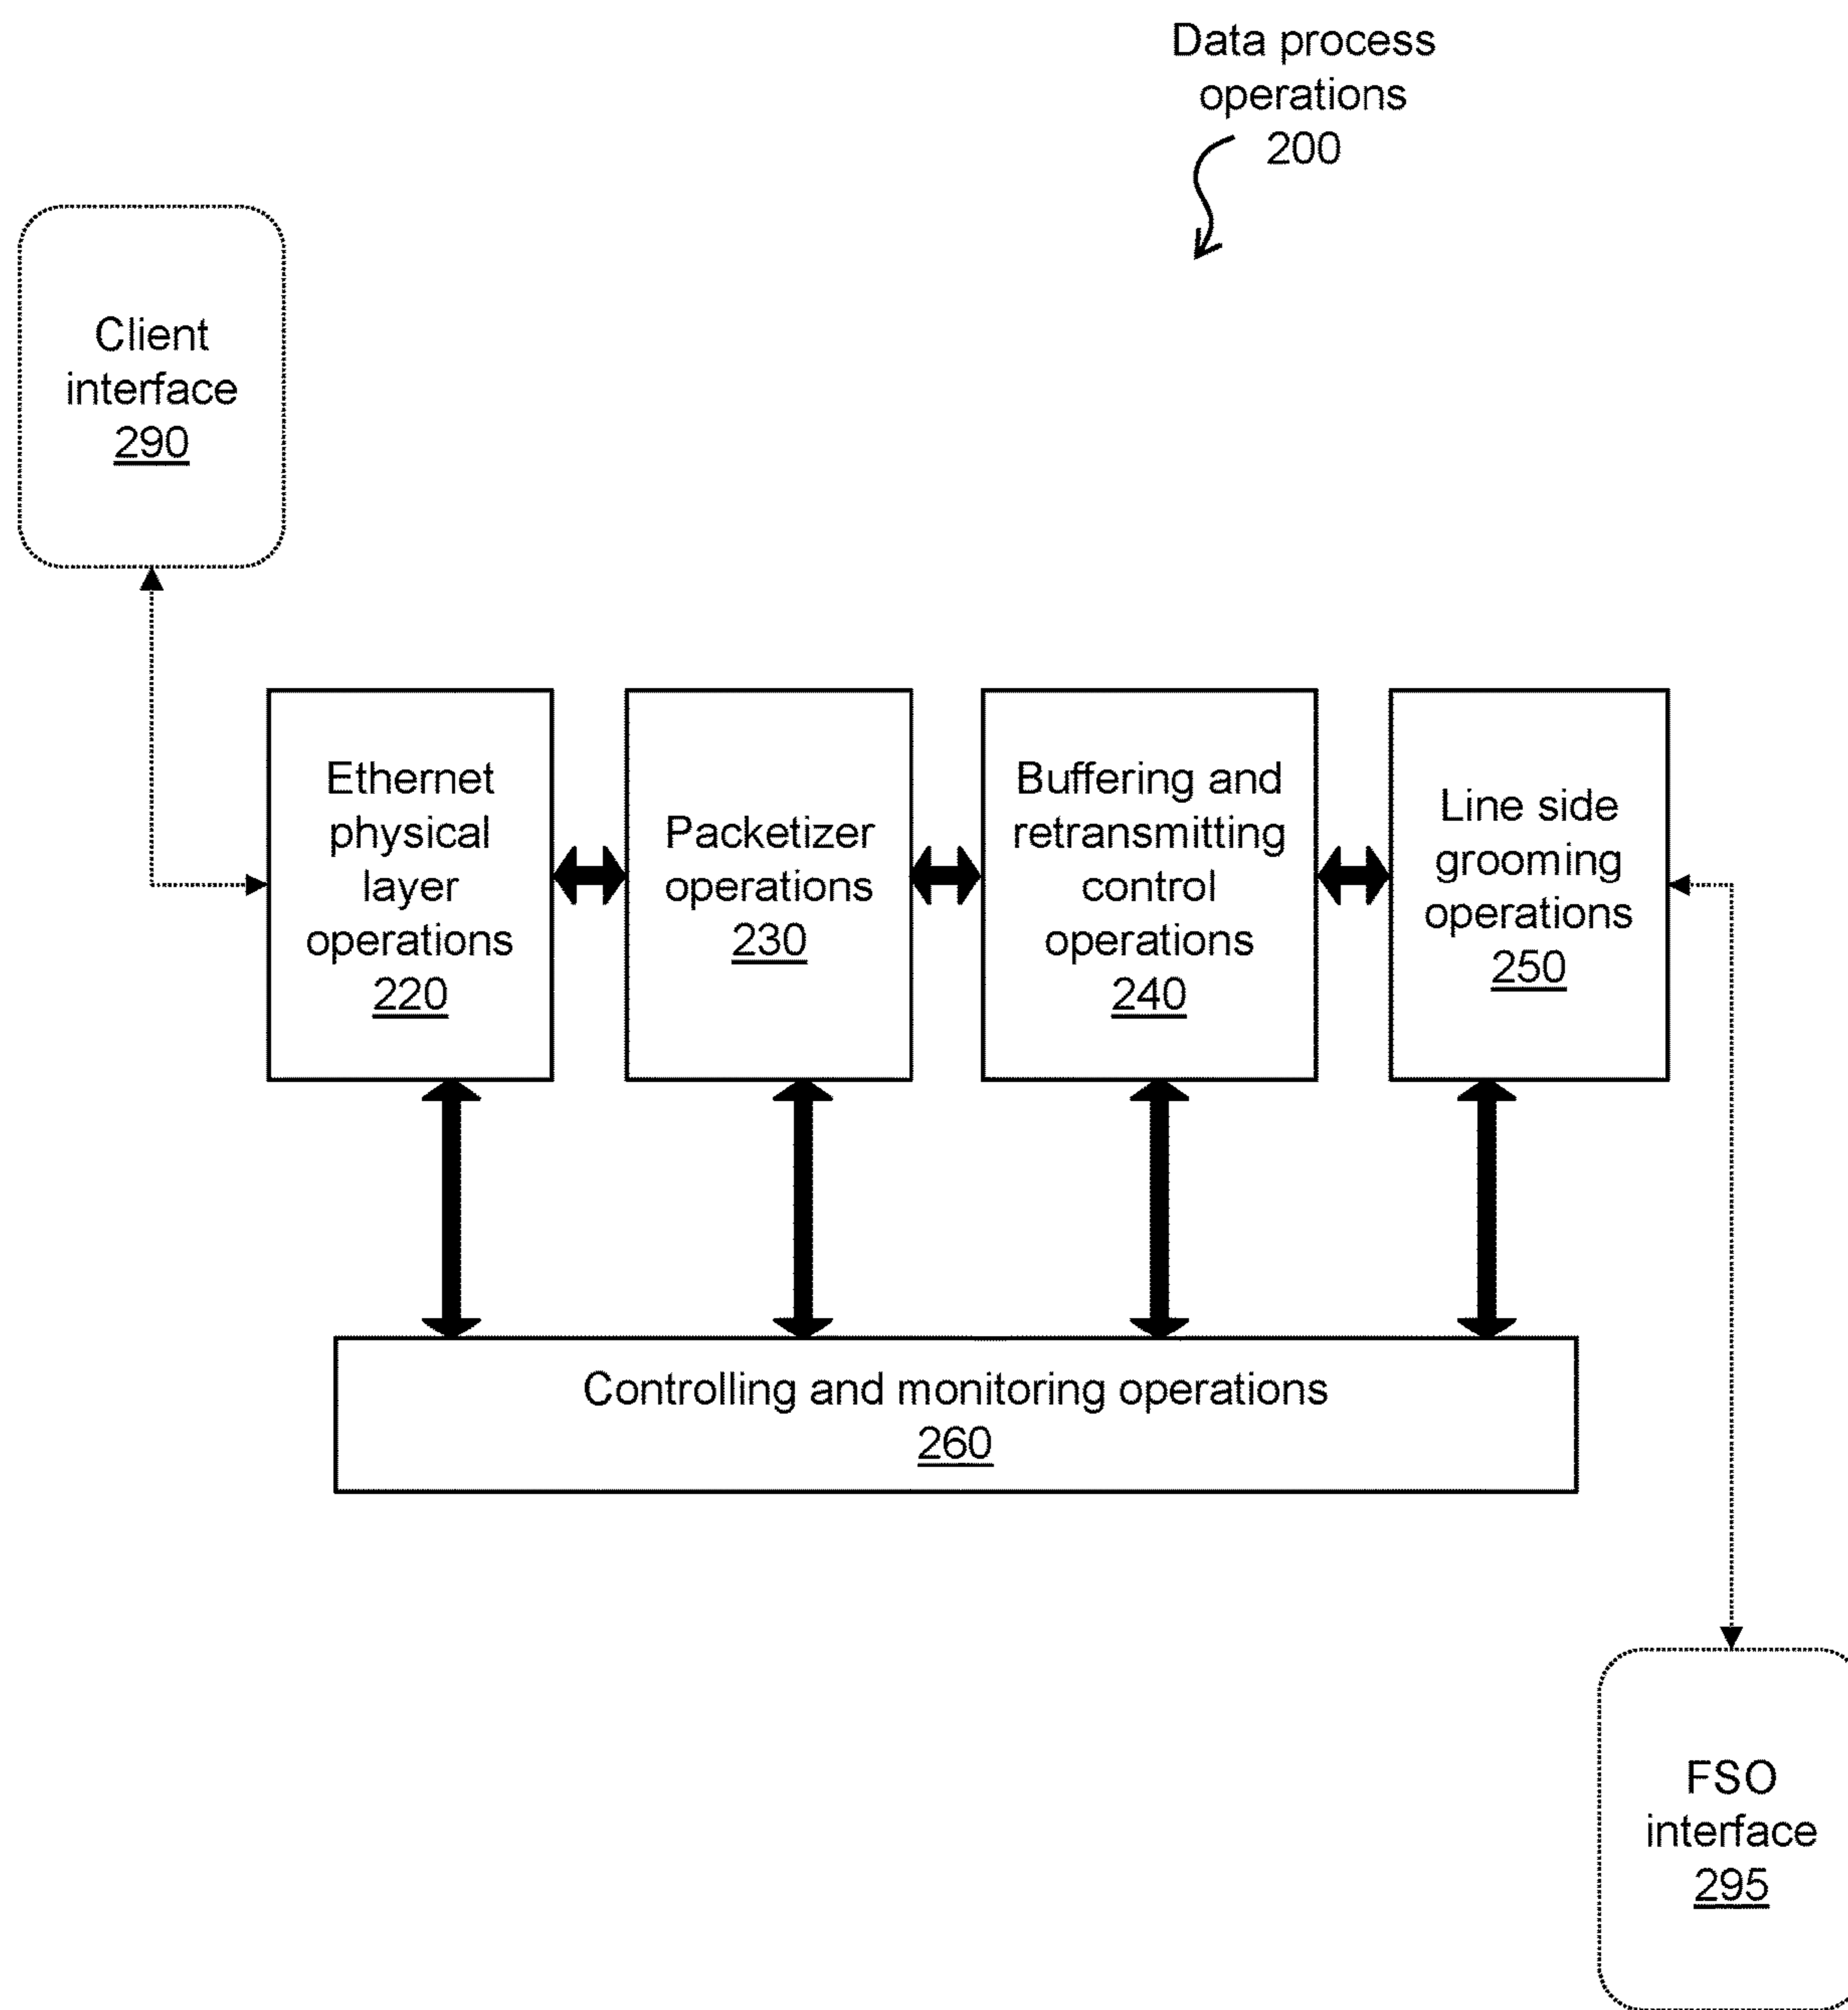 Data process
operations
200
Client
interface
290
Ethernet
physical
layer
operations
220
Packetizer
operations
230
Buffering and
retransmitting
control
operations
240
Line side
grooming
operations
250
Controlling and monitoring operations
260
FSO
interface
295